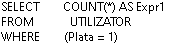 SELECT COUNT(*) AS Expr1
FROM UTILIZATOR
WHERE (Plata = 1)